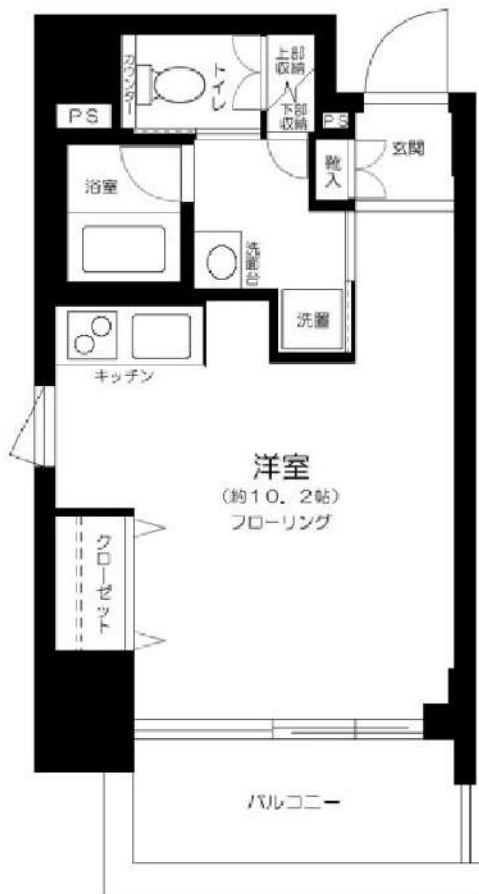 カウンター
トイレ
上部
収納
下部
収納
PS
PS
玄関
靴入
浴室
洗面台
洗置
キッチン
洋室
(約10.2帖)
フローリング
クローゼット
バルコニー